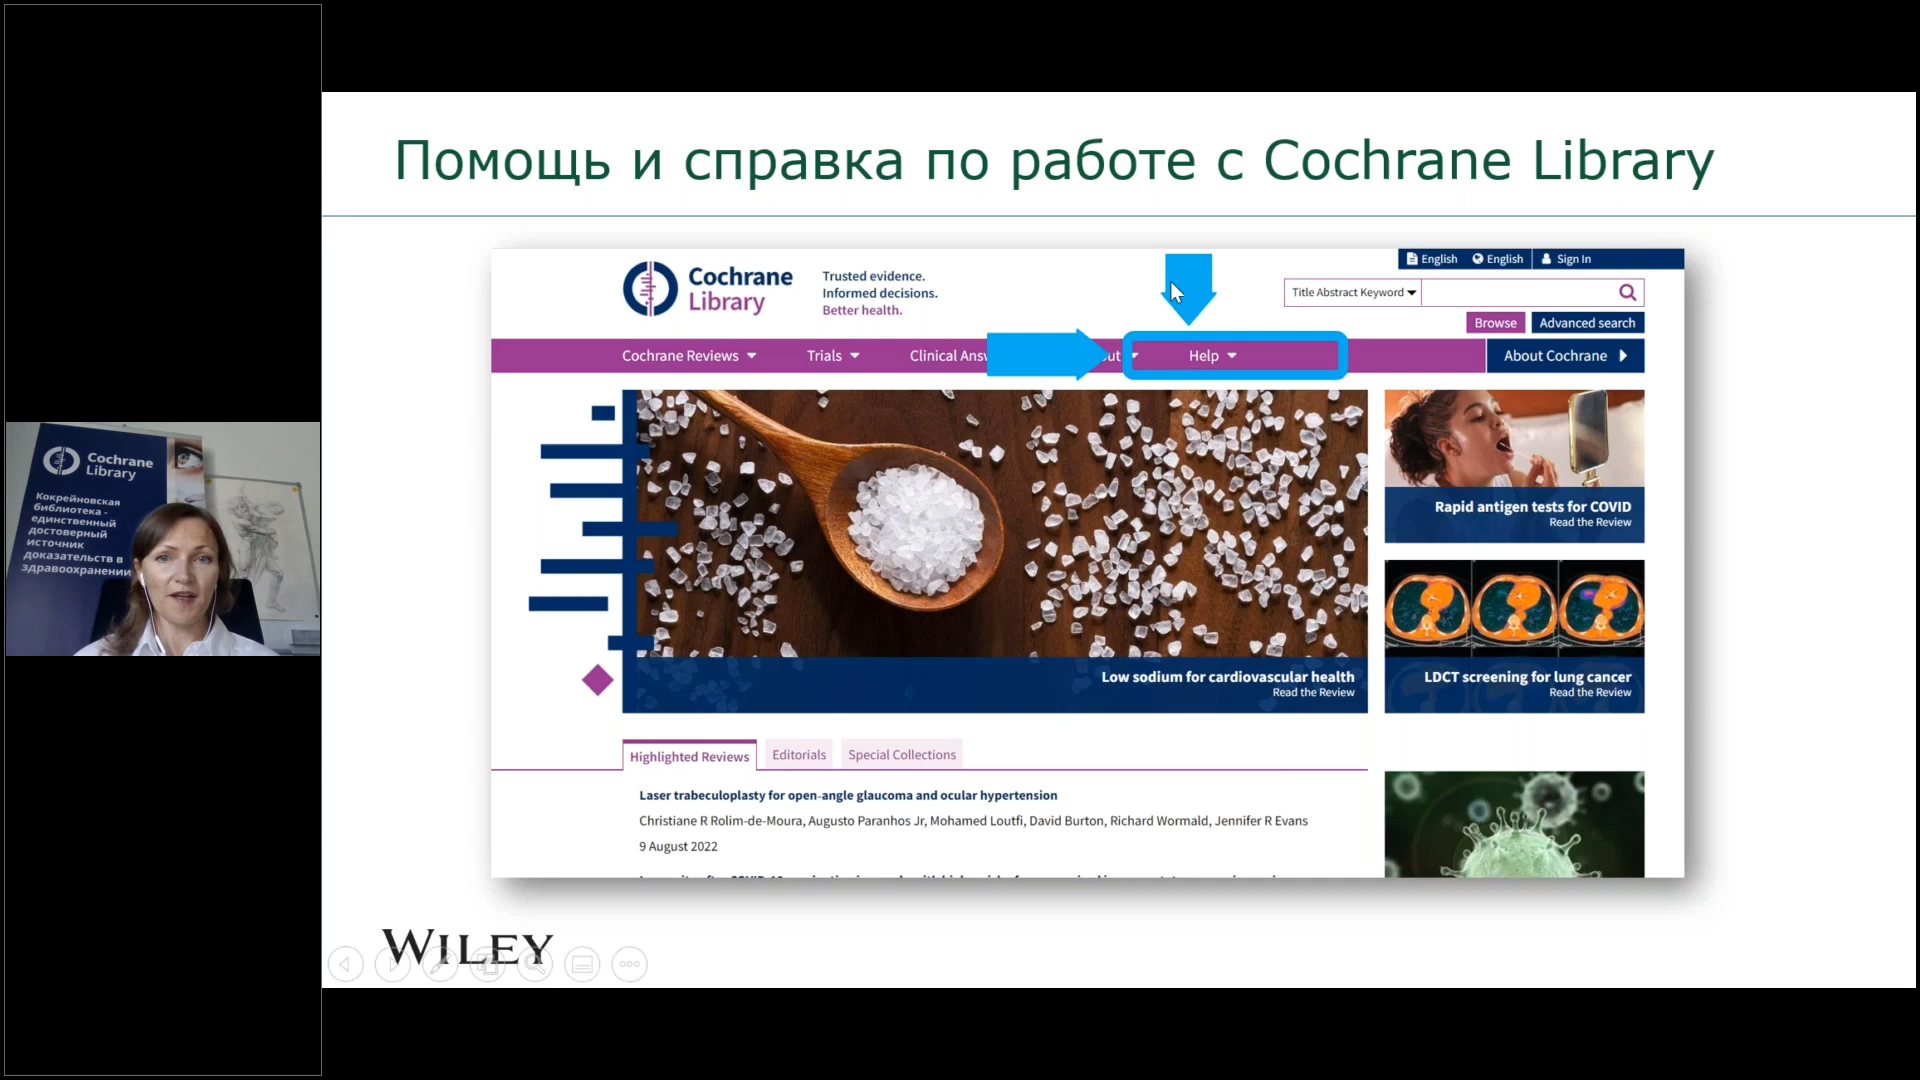 Помощь и справка по работе с Cochrane Library
English English Sign In
Cochrane
Library
Trusted evidence.
Informed decisions.
Better health.
Title Abstract Keyword
Browse Advanced search
Cochrane Reviews Trials Clinical Help About Cochrane
Rapid antigen tests for COVID
Read the Review
Low sodium for cardiovascular health
Read the Review
LDCT screening for lung cancer
Read the Review
Highlighted Reviews Editorials Special Collections
Laser trabeculoplasty for open-angle glaucoma and ocular hypertension
Christiane R Rolim-de-Moura, Augusto Paranhos Jr, Mohamed Loutfi, David Burton, Richard Wormald, Jennifer R Evans
9 August 2022
WILEY
Cochrane
Library
Кокрейновская
библиотека -
единственный
достоверный
источник
доказательств в
здравоохранении